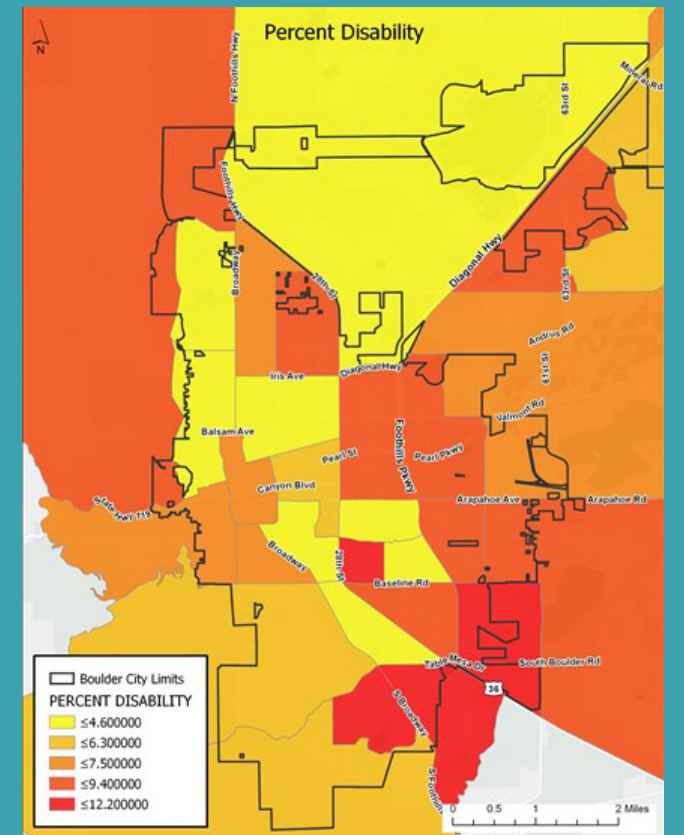 Percent Disability
N
N Foothills Hwy
63rd St
Mineral Rd
Foothills Hwy
Broadway
28th St
Diagonal Hwy
63rd St
Andrus Rd
61st St
Iris Ave
Diagonal Hwy
Valmont Rd
Balsam Ave
Foothills Pkwy
Pearl St
Pearl Pkwy
Canyon Blvd
State Hwy 119
Arapahoe Ave
Arapahoe Rd
Broadway
28th St
Baseline Rd
Table Mesa Dr
South Boulder Rd
36
S Broadway
S Foothills
Boulder City Limits
PERCENT DISABILITY
≤4.600000
≤6.300000
≤7.500000
≤9.400000
≤12.200000
0 0.5 1 2 Miles